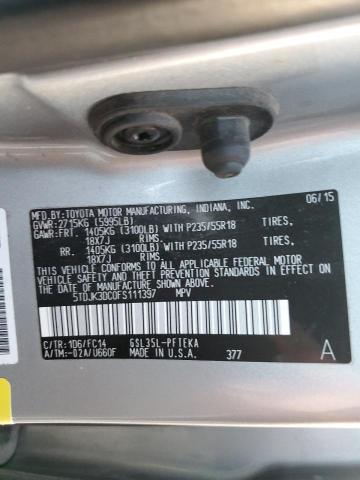 MFD.BY:TOYOTA MOTOR MANUFACTURING, INDIANA, INC. 06/15
GVWR:2715KG (5995LB)
GAWR:FRT. 1405KG (3100LB) WITH P235/55R18 TIRES,
18X7J RIMS,
RR. 1405KG (3100LB) WITH P235/55R18 TIRES,
18X7J RIMS,
THIS VEHICLE CONFORMS TO ALL APPLICABLE FEDERAL MOTOR
VEHICLE SAFETY, BUMPER, AND THEFT PREVENTION STANDARDS
IN EFFECT ON THE DATE OF MANUFACTURE SHOWN ABOVE.
5TDJK3DC0FS111397 MPV
C/TR:1D6/FC14 GSL35L-PFTEKA
A/TM:-02A/U660F MADE IN U.S.A. 377 A